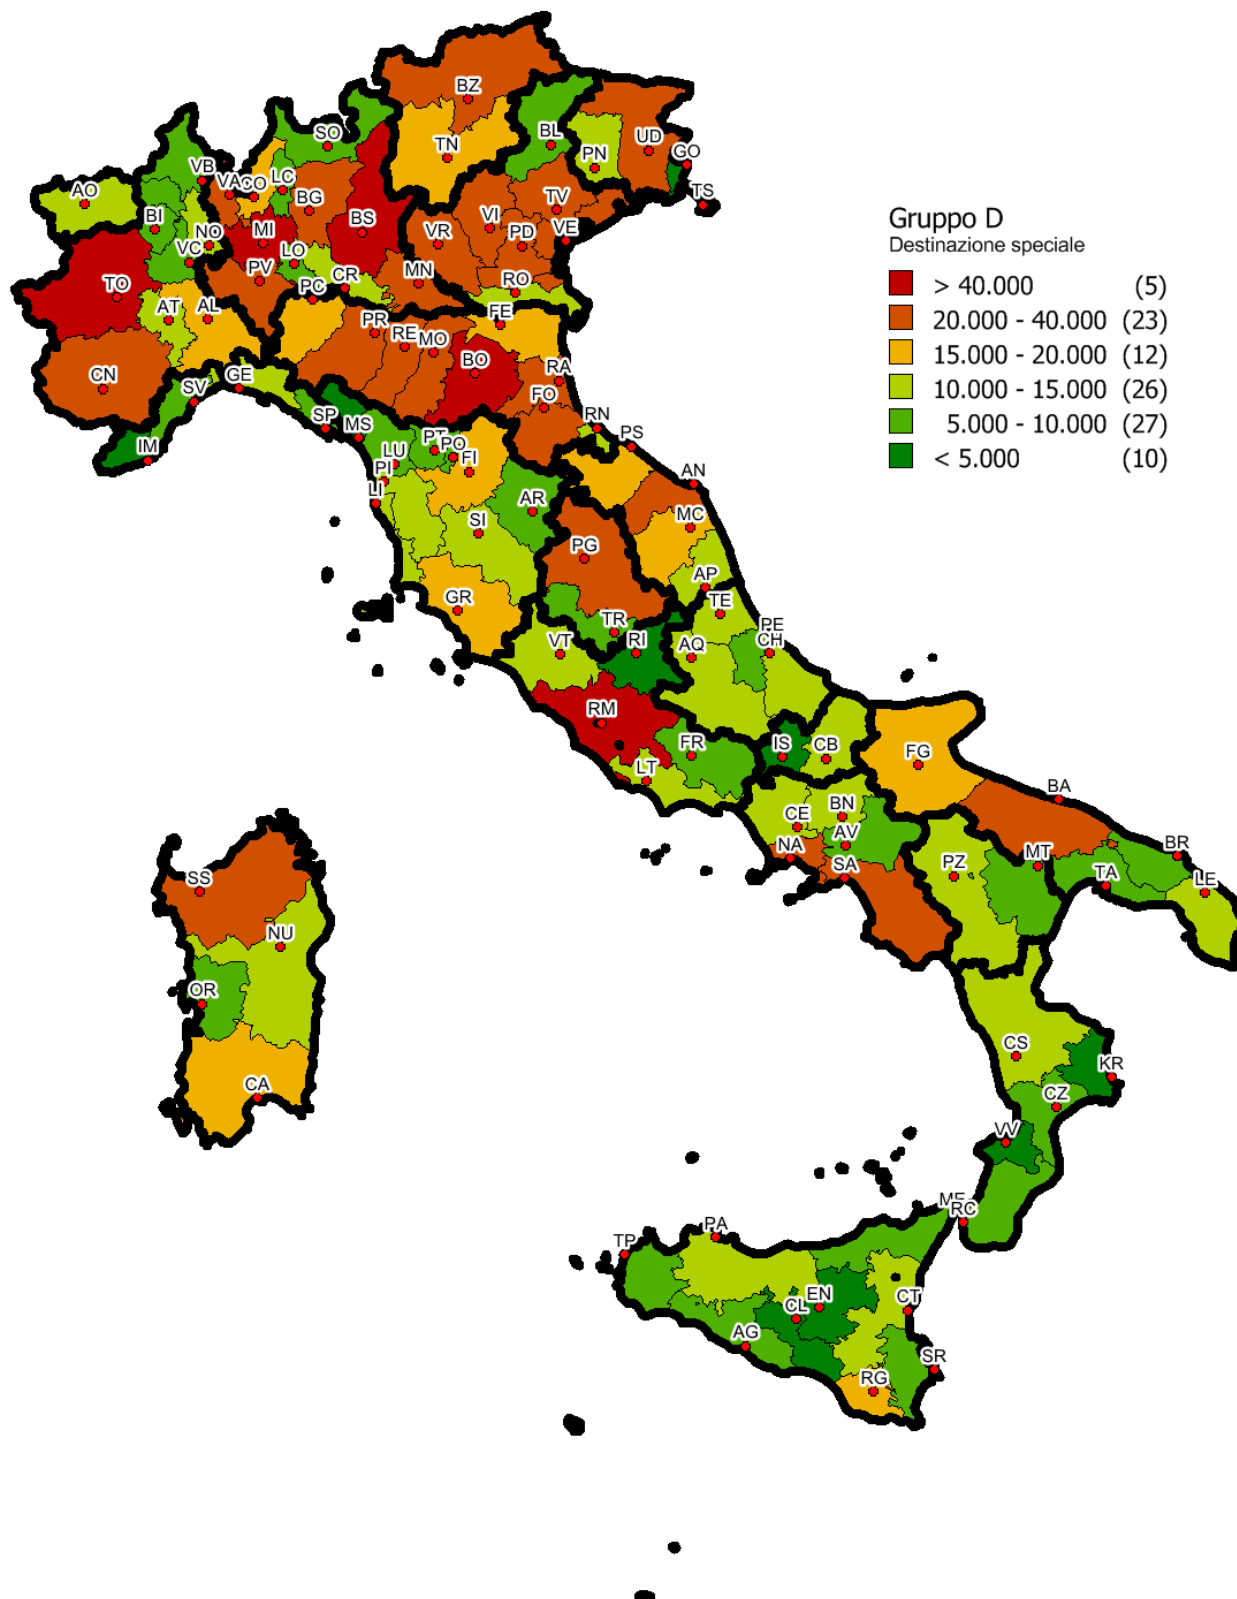 BZ
SO
TN
BL
UD
PN
GO
VB
VA
CO
LC
TS
AO
BG
TV
BI
BS
VI
NO
MI
VR
PD
VE
VC
LO
TO
PV
CR
MN
RO
PC
AT
AL
FE
PR
RE
MO
BO
CN
GE
RA
SV
FO
SP
MS
RN
PS
IM
LU
PT
PO
FI
PI
AN
LI
AR
MC
SI
PG
AP
GR
TE
TR
PE
VT
RI
AQ
CH
RM
FR
IS
CB
FG
LT
BA
CE
BN
NA
AV
SA
PZ
MT
BR
TA
LE
SS
NU
OR
CA
CS
KR
CZ
VV
ME
RC
TP
PA
EN
CL
CT
AG
SR
RG
Gruppo D
Destinazione speciale
> 40.000 (5)
20.000 - 40.000 (23)
15.000 - 20.000 (12)
10.000 - 15.000 (26)
5.000 - 10.000 (27)
< 5.000 (10)